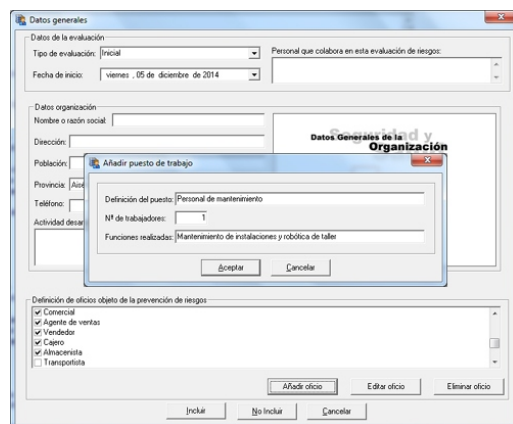 Datos generales
Datos de la evaluación
Tipo de evaluación: Inicial
Personal que colabora en esta evaluación de riesgos:
Fecha de inicio: viernes , 05 de diciembre de 2014
Datos organización
Nombre o razón social:
Seguridad y
Datos Generales de la
Organización
Dirección:
Población:
Provincia:
Teléfono:
Añadir puesto de trabajo
Definición del puesto: Personal de mantenimiento
Nº de trabajadores: 1
Funciones realizadas: Mantenimiento de instalaciones y robótica de taller
Aceptar
Cancelar
Definición de oficios objeto de la prevención de riesgos
Comercial
Agente de ventas
Vendedor
Cajero
Almacenista
Transportista
Añadir oficio
Editar oficio
Eliminar oficio
Incluir
No Incluir
Cancelar